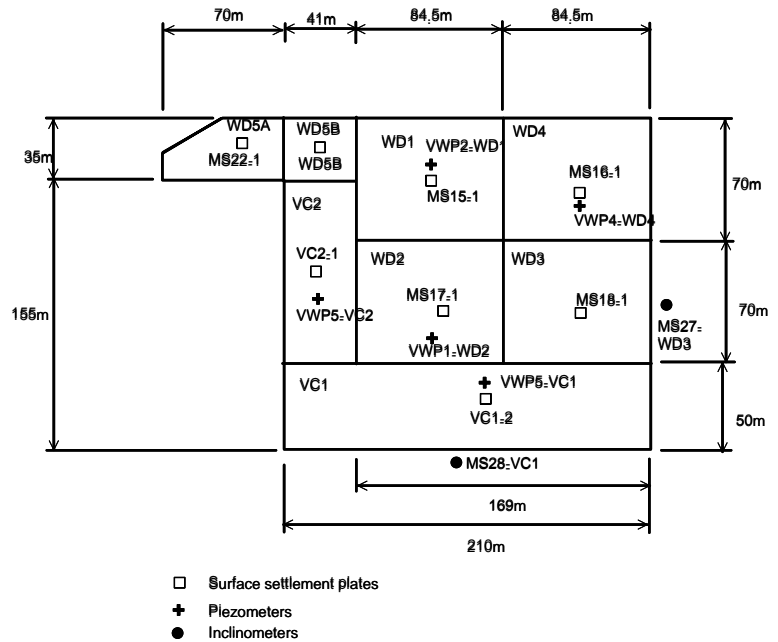 70m
41m
84.5m
84.5m
WD5A
MS22-1
35m
WD5B
WD5B
WD1
VWP2-WD1
MS15-1
WD4
MS16-1
VWP4-WD4
70m
VC2
VC2-1
VWP5-VC2
155m
WD2
MS17-1
VWP1-WD2
WD3
MS18-1
MS27-
WD3
70m
VC1
VWP5-VC1
VC1-2
50m
MS28-VC1
169m
210m
Surface settlement plates
Piezometers
Inclinometers